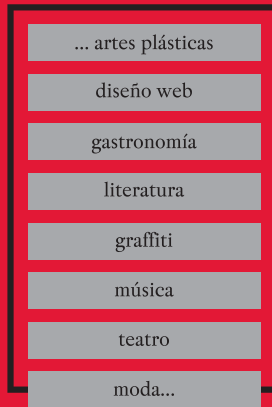 ... artes plásticas
diseño web
gastronomía
literatura
graffiti
música
teatro
moda...